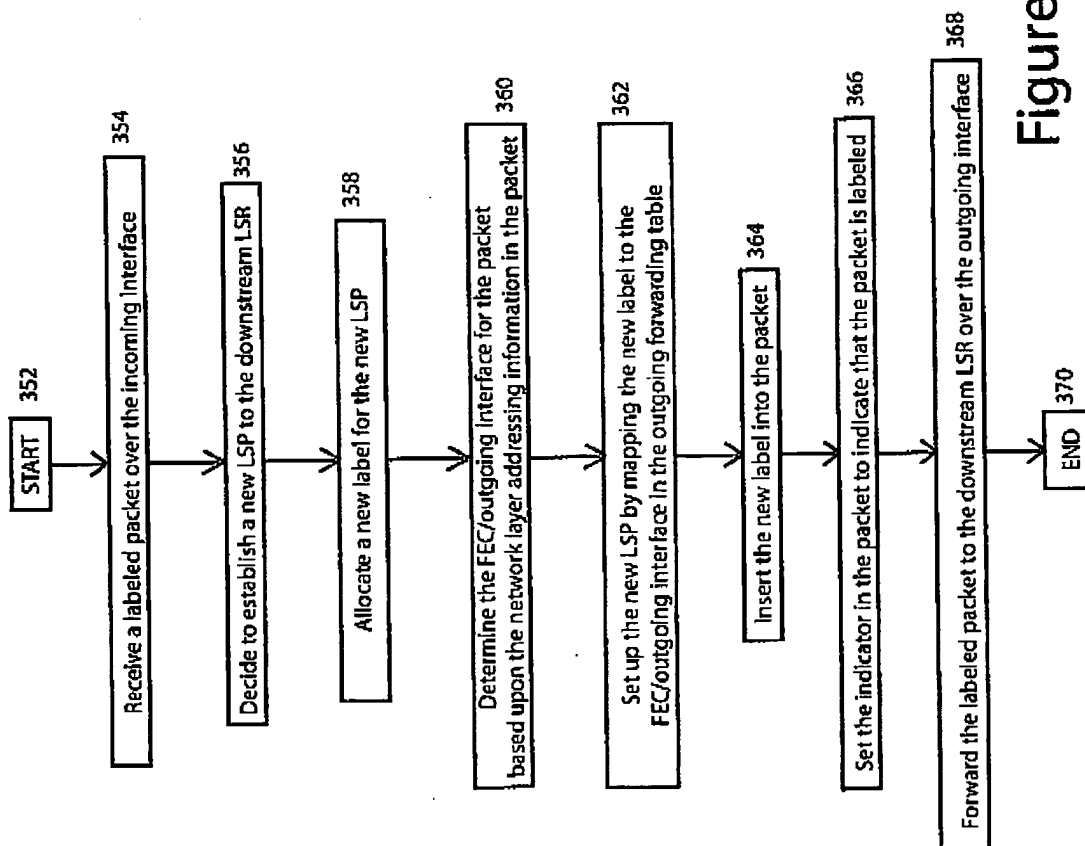 START 352
Receive a labeled packet over the incoming interface 354
Decide to establish a new LSP to the downstream LSR 356
Allocate a new label for the new LSP 358
Determine the FEC/outgoing interface for the packet
based upon the network layer addressing information in the packet 360
Set up the new LSP by mapping the new label to the
FEC/outgoing interface in the outgoing forwarding table 362
Insert the new label into the packet 364
Set the indicator in the packet to indicate that the packet is labeled 366
Forward the labeled packet to the downstream LSR over the outgoing interface 368
END 370
Figure